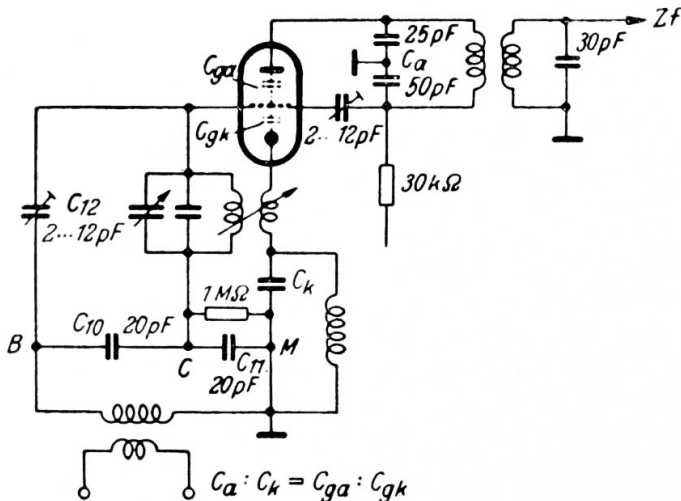 Zf
25pF
30pF
Cga
Ca
50pF
Cgk
2...12pF
30kΩ
C12
2...12pF
Ck
1MΩ
C10 20pF
B
C
C11
M
20pF
Ca : Ck = Cga : Cgk